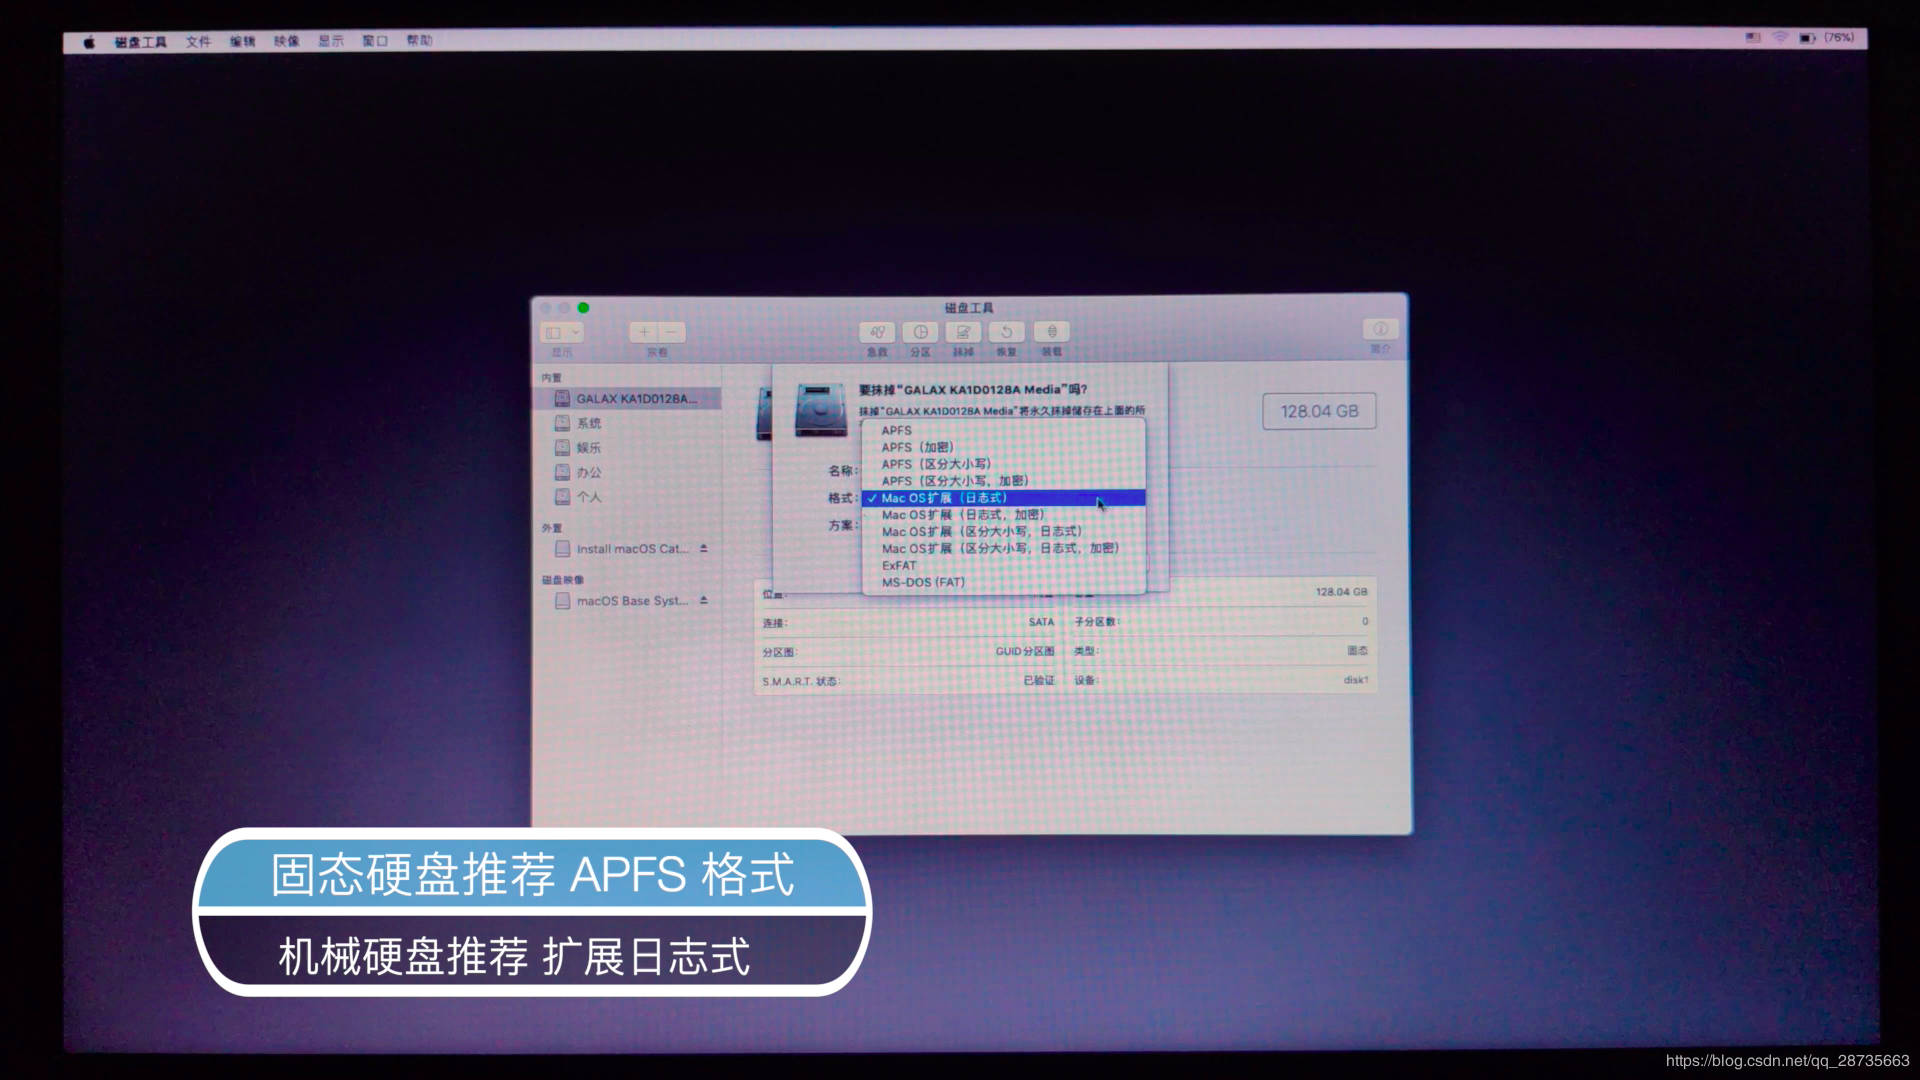 磁盘工具 文件 编辑 映像 显示 窗口 帮助
(76%)
磁盘工具
显示 宗卷 急救 分区 抹掉 恢复 装载 简介
内置
GALAX KA1D0128A...
系统
娱乐
办公
个人
外置
Install macOS Cat...
磁盘映像
macOS Base Syst...
要抹掉“GALAX KA1D0128A Media”吗?
抹掉“GALAX KA1D0128A Media”将永久抹掉储存在上面的所
128.04 GB
名称:
格式:
方案:
APFS
APFS（加密）
APFS（区分大小写）
APFS（区分大小写，加密）
✓ Mac OS扩展（日志式）
Mac OS扩展（日志式，加密）
Mac OS扩展（区分大小写，日志式）
Mac OS扩展（区分大小写，日志式，加密）
ExFAT
MS-DOS (FAT)
位置:
128.04 GB
连接: SATA 子分区数: 0
分区图: GUID分区图 类型: 固态
S.M.A.R.T. 状态: 已验证 设备: disk1
固态硬盘推荐 APFS 格式
机械硬盘推荐 扩展日志式
https://blog.csdn.net/qq_28735663